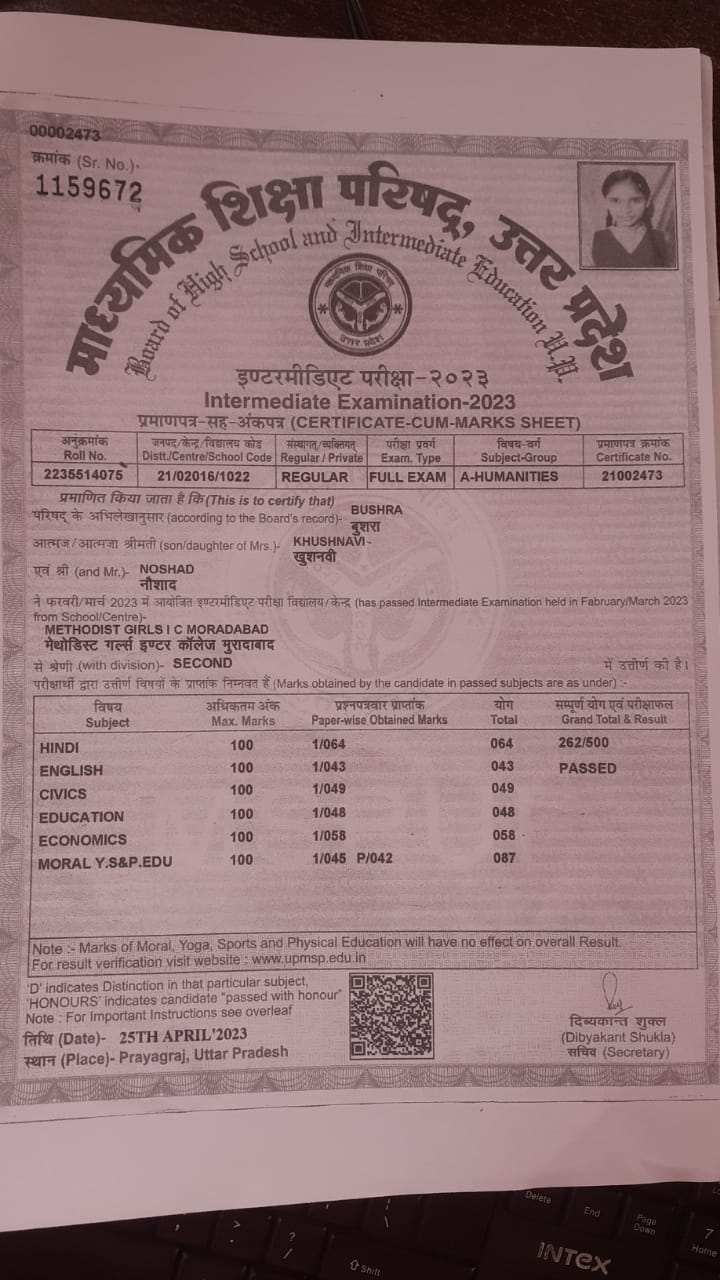 00002473
क्रमांक (Sr. No.)-
1159672
माध्यमिक शिक्षा परिषद्, उत्तर प्रदेश
Board of High School and Intermediate Education U.P.
माध्यमिक शिक्षा परिषद्
उत्तर प्रदेश
इण्टरमीडिएट परीक्षा-२०२३
Intermediate Examination-2023
प्रमाणपत्र-सह-अंकपत्र (CERTIFICATE-CUM-MARKS SHEET)
अनुक्रमांक जनपद/केन्द्र/विद्यालय कोड संस्थागत/व्यक्तिगत परीक्षा प्रवर्ग विषय-वर्ग प्रमाणपत्र क्रमांक
Roll No. Distt./Centre/School Code Regular / Private Exam. Type Subject-Group Certificate No.
2235514075 21/02016/1022 REGULAR FULL EXAM A-HUMANITIES 21002473
प्रमाणित किया जाता है कि (This is to certify that)
परिषद् के अभिलेखानुसार (according to the Board's record)- BUSHRA
बुशरा
आत्मज/आत्मजा श्रीमती (son/daughter of Mrs.)- KHUSHNAVI
खुशनवी
एवं श्री (and Mr.)- NOSHAD
नौशाद
ने फरवरी/मार्च 2023 में आयोजित इण्टरमीडिएट परीक्षा विद्यालय/केन्द्र (has passed Intermediate Examination held in Fabruary/March 2023
from School/Centre)-
METHODIST GIRLS I C MORADABAD
मेथोडिस्ट गर्ल्स इण्टर कॉलेज मुरादाबाद
से श्रेणी (with division)- SECOND में उत्तीर्ण की है।
परीक्षार्थी द्वारा उत्तीर्ण विषयों के प्राप्तांक निम्नवत हैं (Marks obtained by the candidate in passed subjects are as under) :-
विषय अधिकतम अंक प्रश्नपत्रवार प्राप्तांक योग सम्पूर्ण योग एवं परीक्षाफल
Subject Max. Marks Paper-wise Obtained Marks Total Grand Total & Result
HINDI 100 1/064 064 262/500
ENGLISH 100 1/043 043 PASSED
CIVICS 100 1/049 049
EDUCATION 100 1/048 048
ECONOMICS 100 1/058 058
MORAL Y.S&P.EDU 100 1/045 P/042 087
Note :- Marks of Moral, Yoga, Sports and Physical Education will have no effect on overall Result.
For result verification visit website : www.upmsp.edu.in
'D' indicates Distinction in that particular subject,
'HONOURS' indicates candidate "passed with honour"
Note : For Important Instructions see overleaf
तिथि (Date)- 25TH APRIL'2023
स्थान (Place)- Prayagraj, Uttar Pradesh
दिब्यकान्त शुक्ल
(Dibyakant Shukla)
सचिव (Secretary)
Delete
End
Page
Down
7
Home
Shift
INTEX